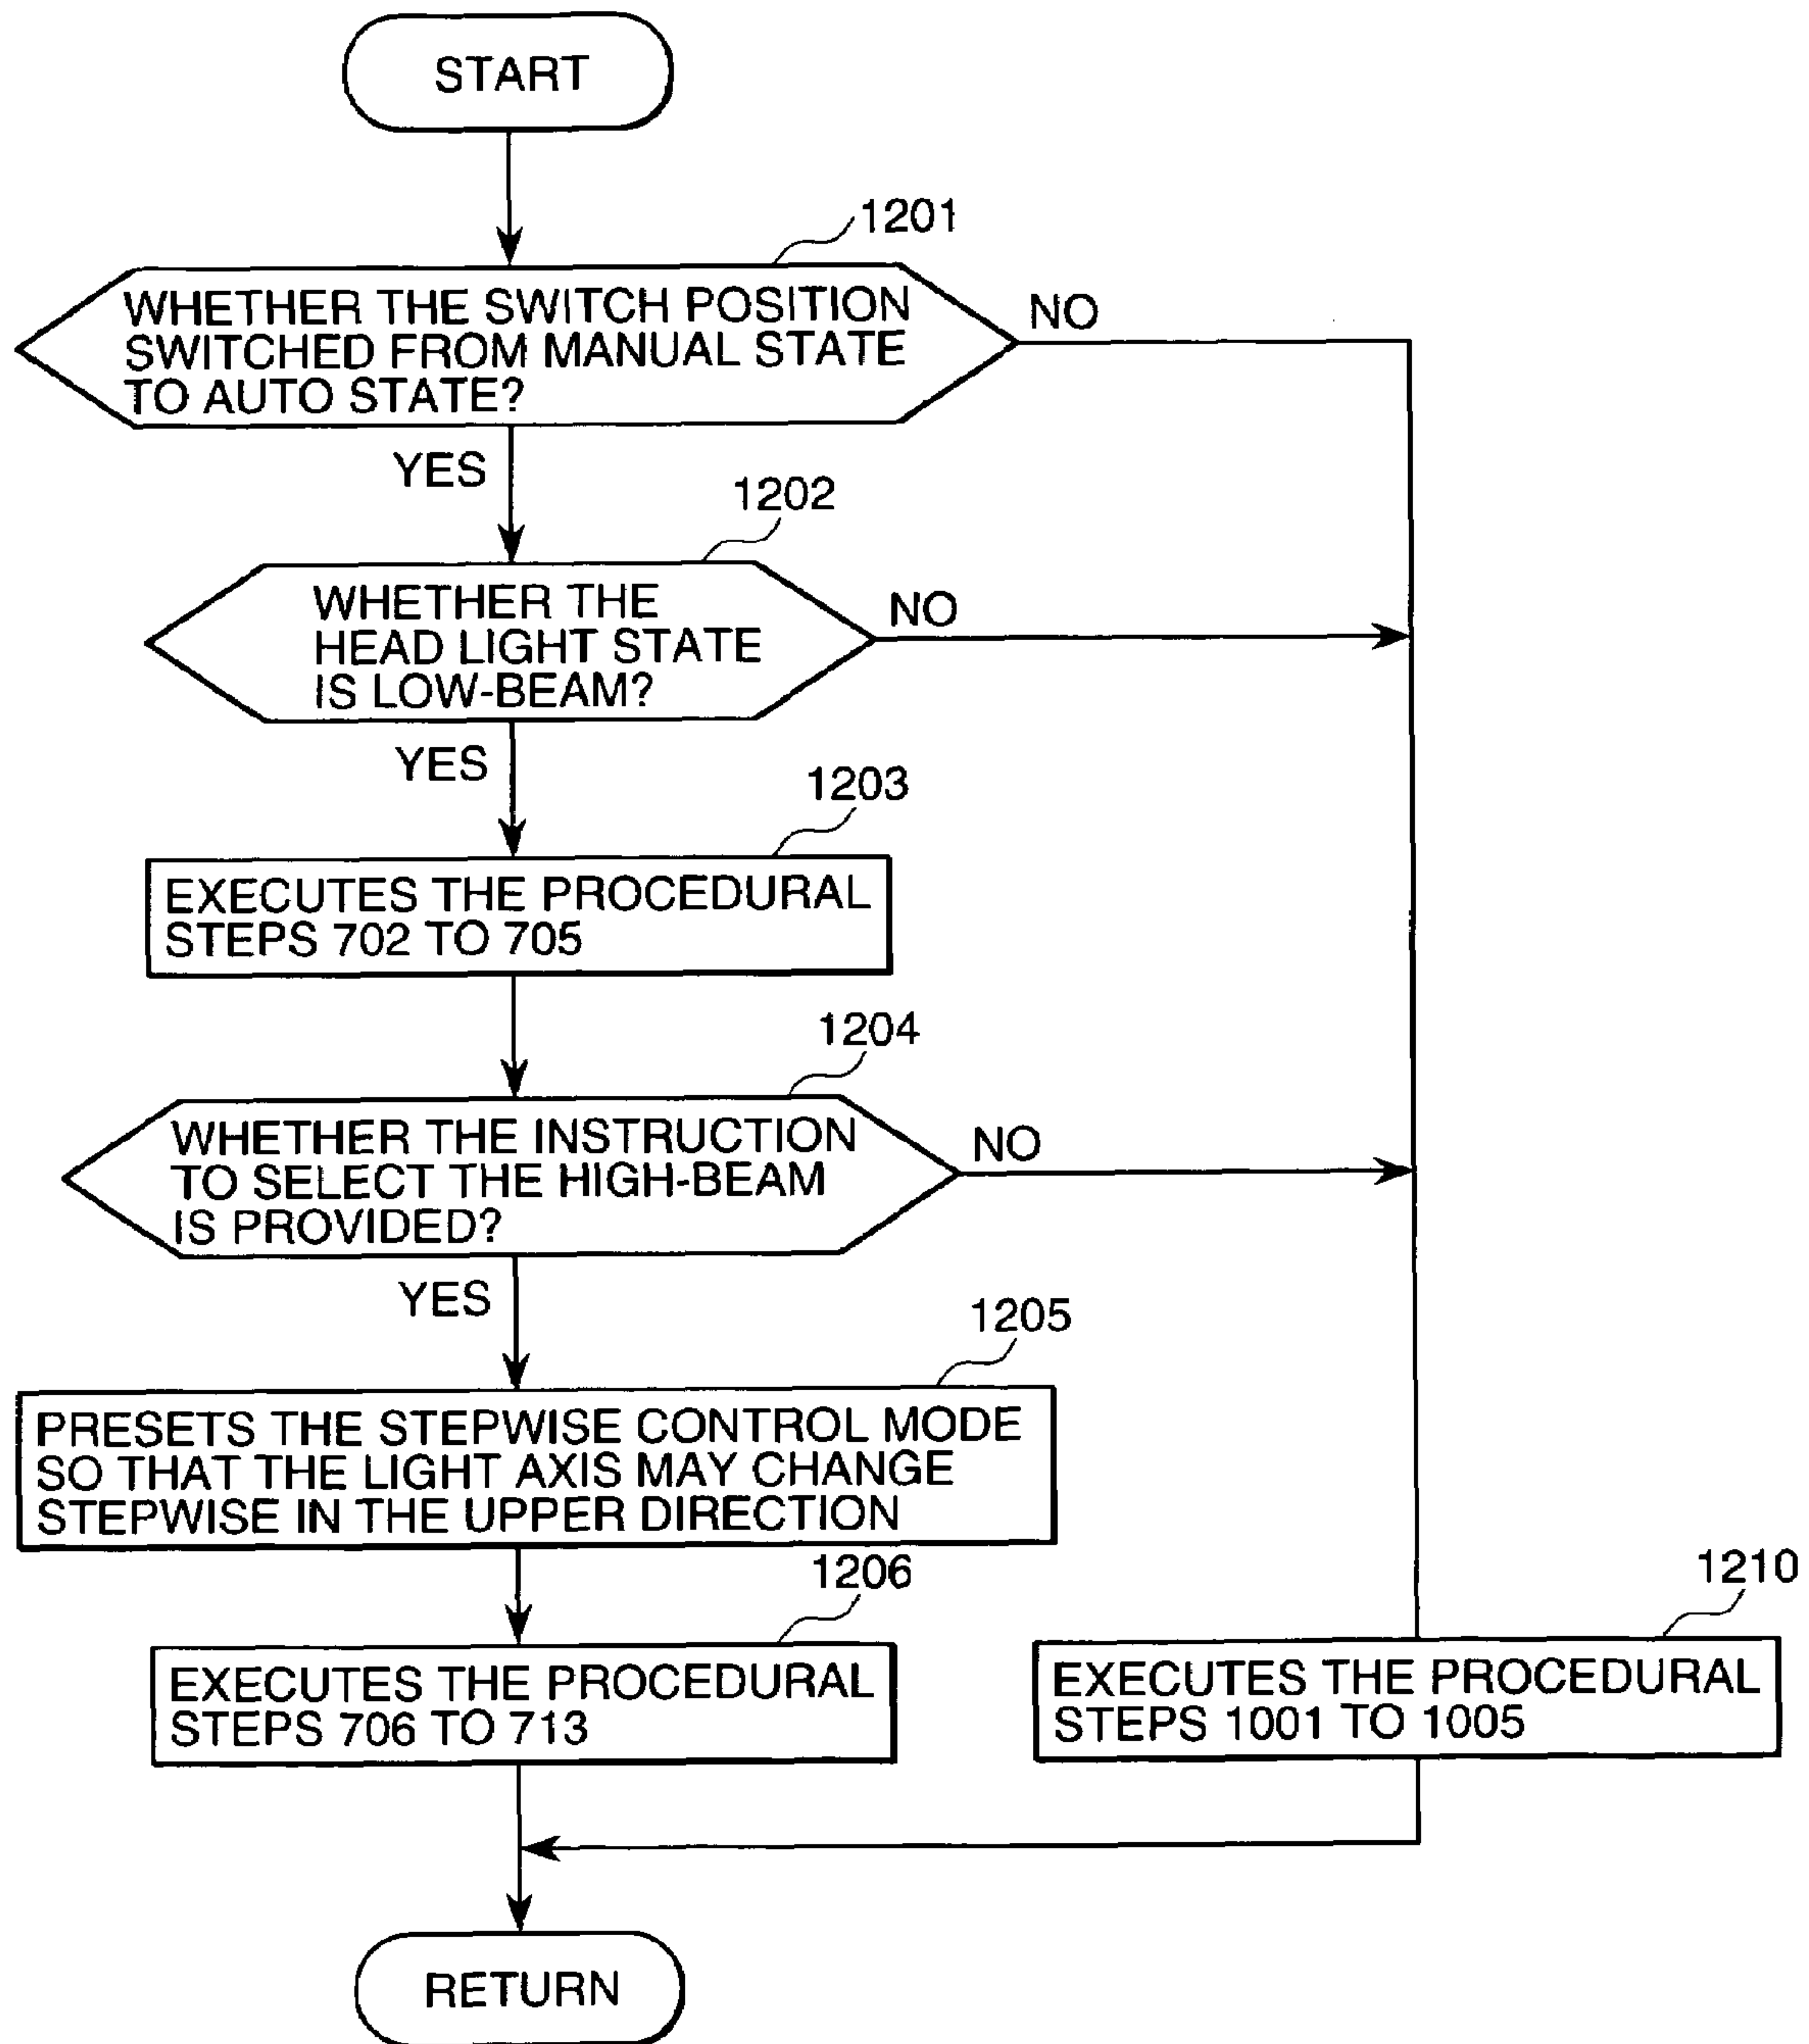 START
1201
WHETHER THE SWITCH POSITION
SWITCHED FROM MANUAL STATE
TO AUTO STATE?
NO
YES
1202
WHETHER THE
HEAD LIGHT STATE
IS LOW-BEAM?
NO
YES
1203
EXECUTES THE PROCEDURAL
STEPS 702 TO 705
1204
WHETHER THE INSTRUCTION
TO SELECT THE HIGH-BEAM
IS PROVIDED?
NO
YES
1205
PRESETS THE STEPWISE CONTROL MODE
SO THAT THE LIGHT AXIS MAY CHANGE
STEPWISE IN THE UPPER DIRECTION
1206
EXECUTES THE PROCEDURAL
STEPS 706 TO 713
1210
EXECUTES THE PROCEDURAL
STEPS 1001 TO 1005
RETURN